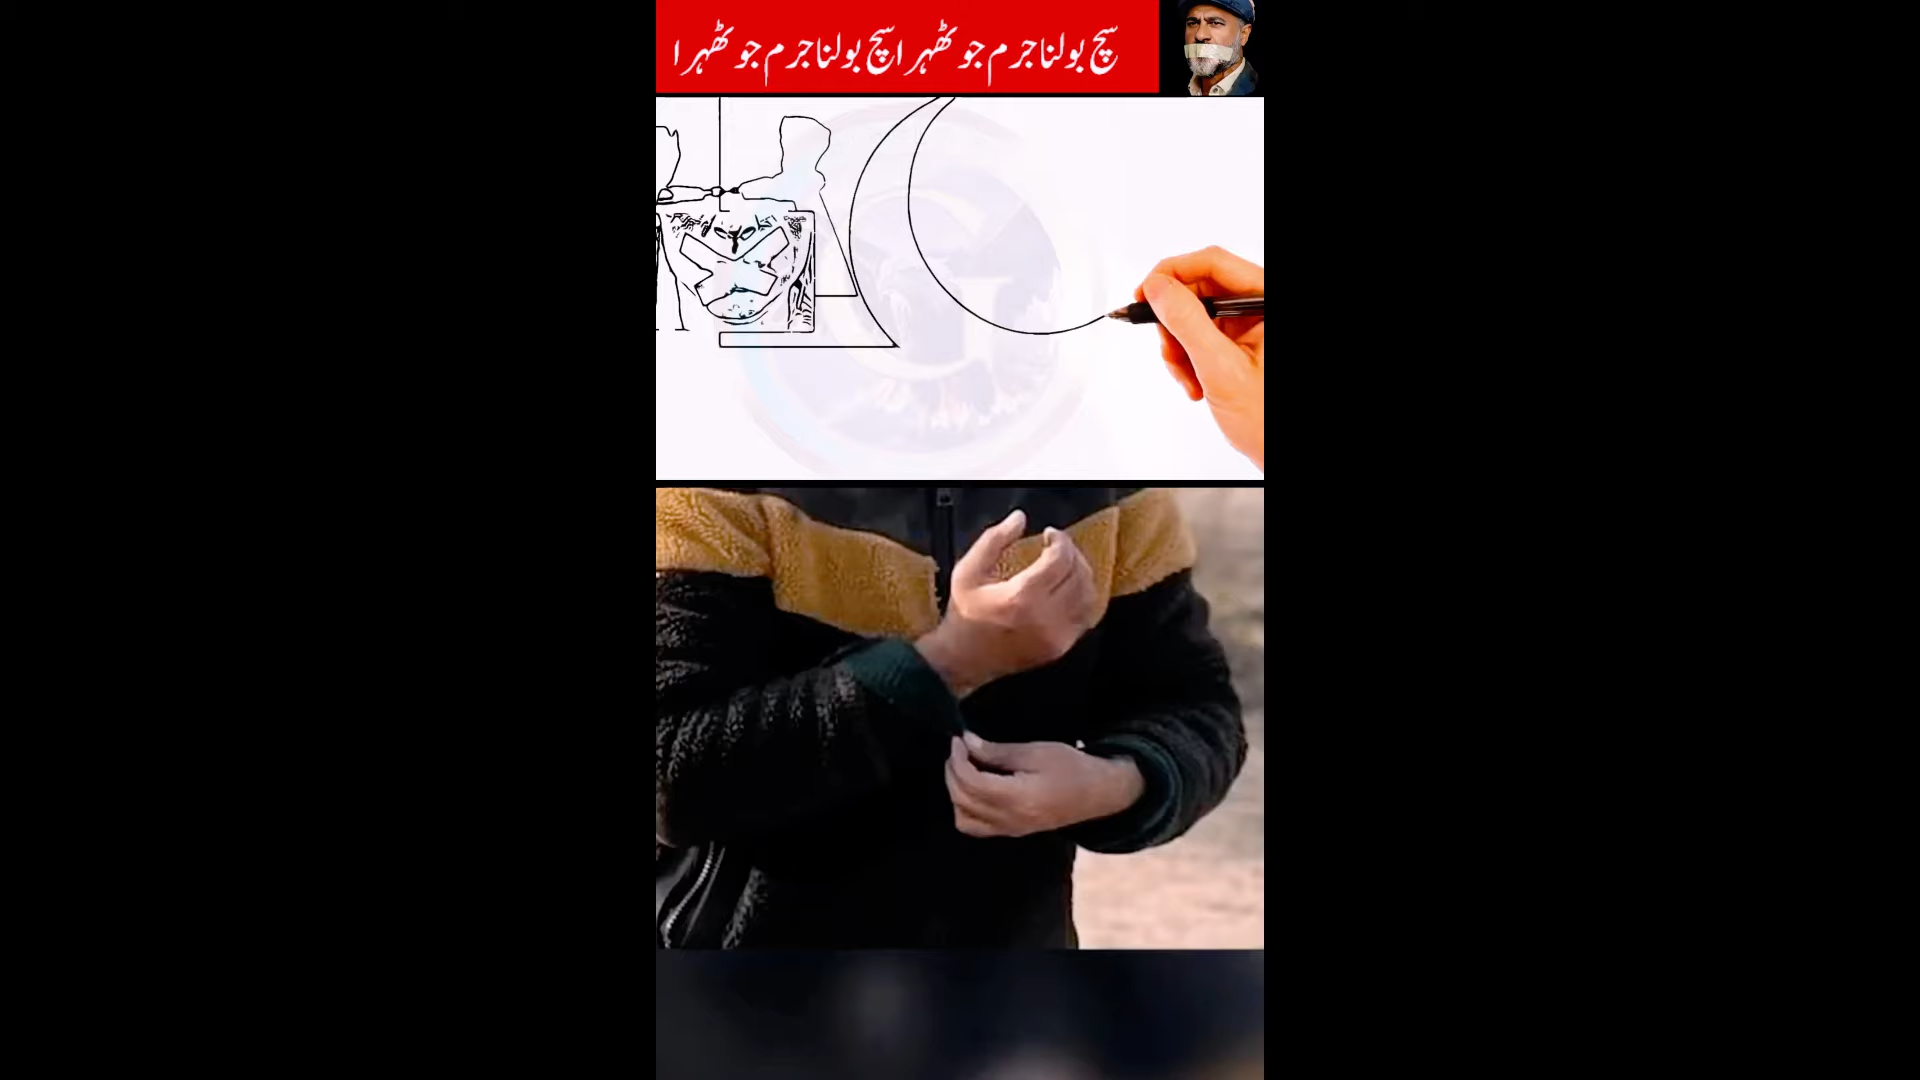 سچ بولنا جرم جو ٹھہرا سچ بولنا جرم جو ٹھہرا